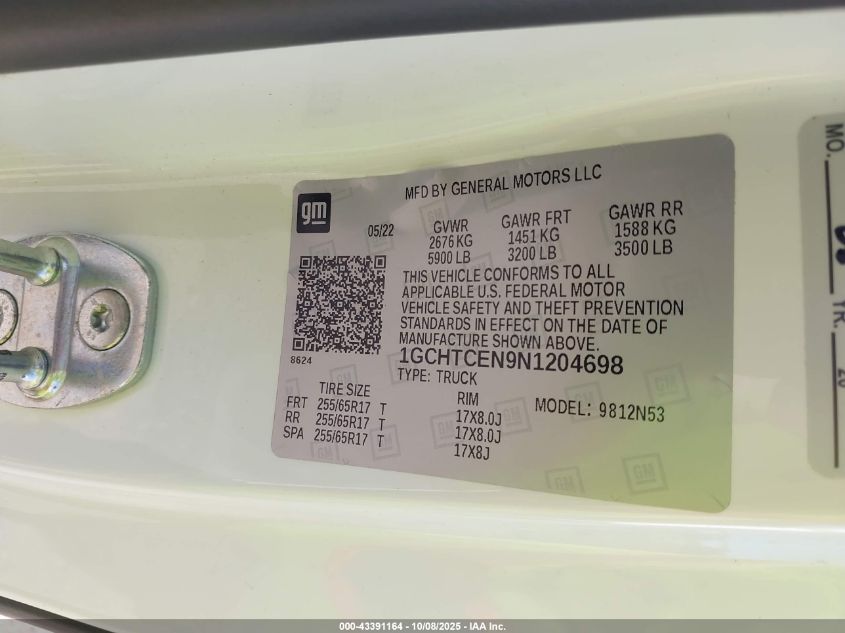 gm
MFD BY GENERAL MOTORS LLC
05/22
GVWR
2676 KG
5900 LB
GAWR FRT
1451 KG
3200 LB
GAWR RR
1588 KG
3500 LB
THIS VEHICLE CONFORMS TO ALL
APPLICABLE U.S. FEDERAL MOTOR
VEHICLE SAFETY AND THEFT PREVENTION
STANDARDS IN EFFECT ON THE DATE OF
MANUFACTURE SHOWN ABOVE.
8624
1GCHTCEN9N1204698
TYPE: TRUCK
TIRE SIZE
RIM
MODEL: 9812N53
FRT 255/65R17 T 17X8.0J
RR 255/65R17 T 17X8.0J
SPA 255/65R17 T 17X8J
GM
MO.
YR.
20
000-43391164 - 10/08/2025 - IAA Inc.